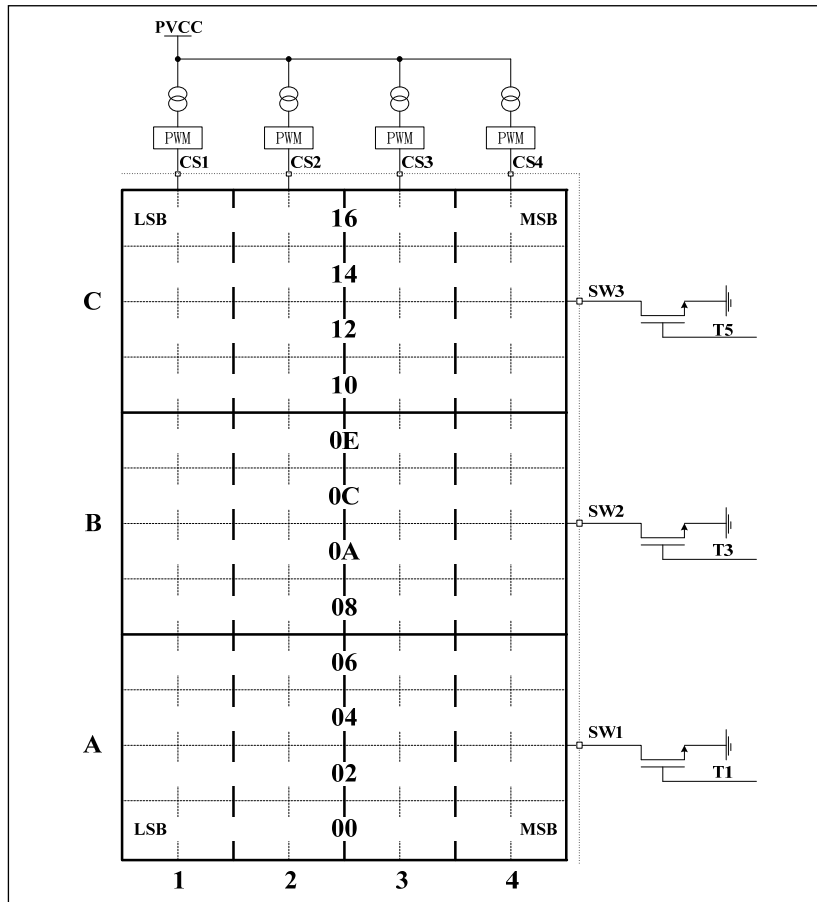 PVCC
PWM PWM PWM PWM
CS1 CS2 CS3 CS4
LSB 16 MSB
14
C SW3
12 T5
10
0E
0C
B SW2
0A T3
08
06
04
A SW1
02 T1
LSB 00 MSB
1 2 3 4